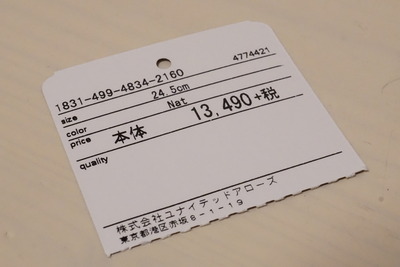 1831-499-4834-2160 4774421
size 24.5cm
color Nat
price 本体 13,490+税
quality
株式会社ユナイテッドアローズ
東京都港区赤坂8-1-19